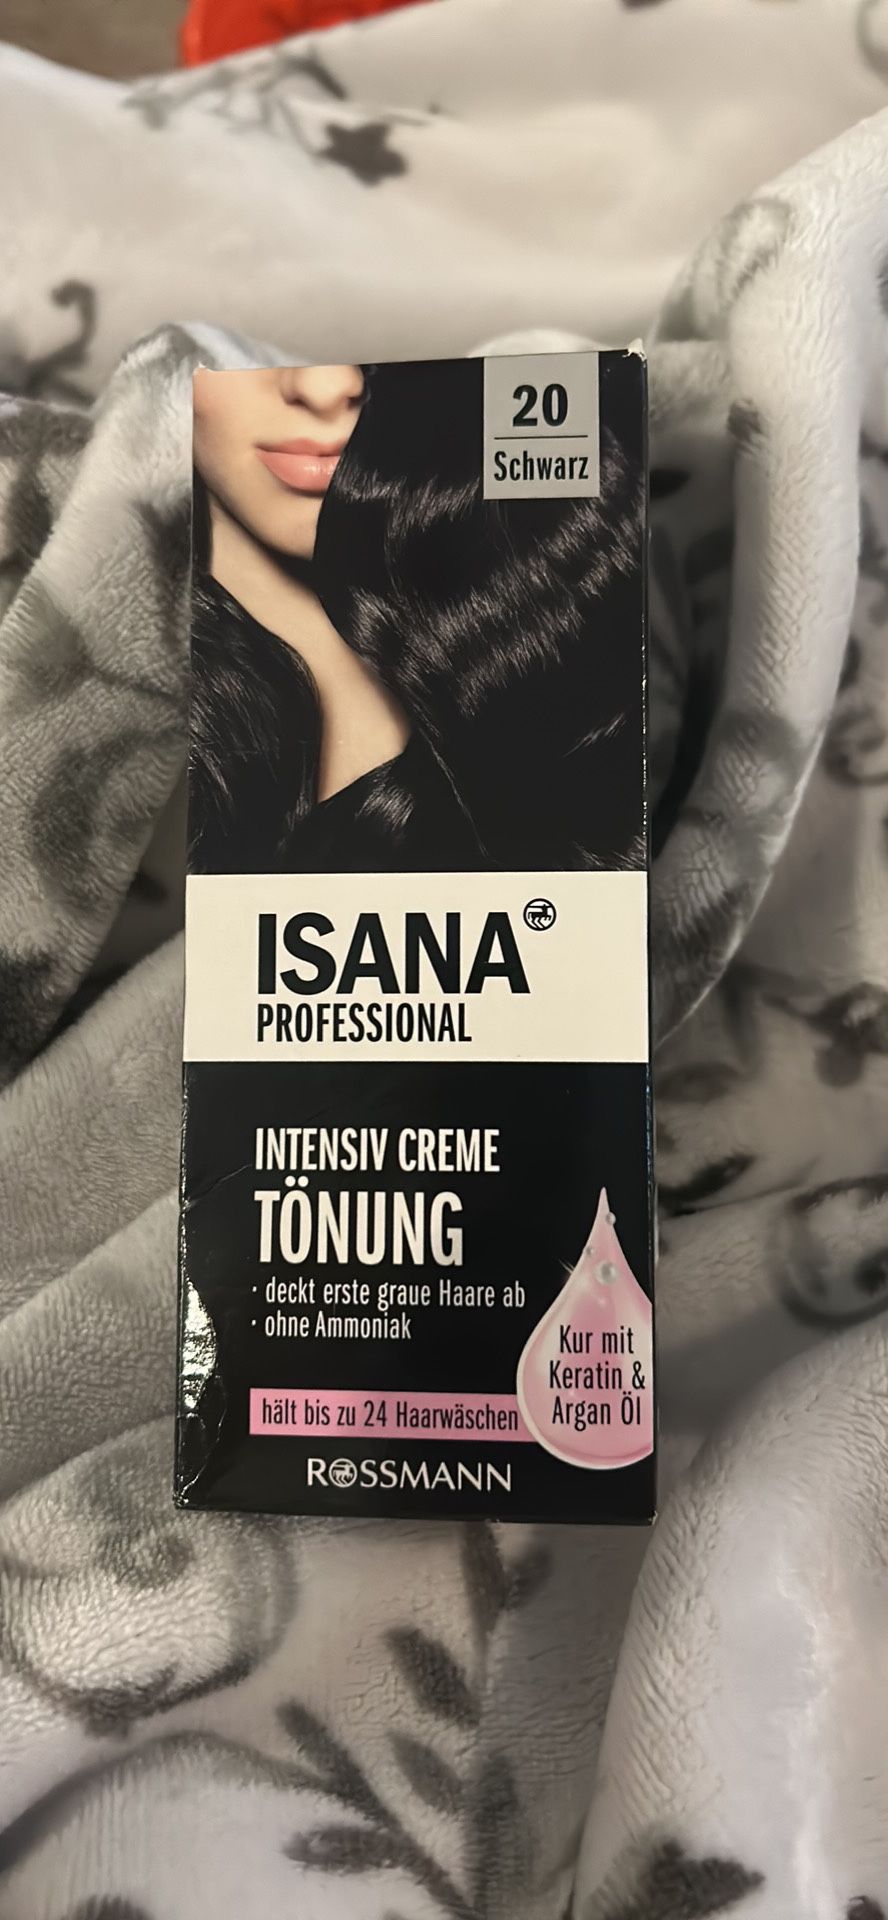 20
Schwarz
ISANA
PROFESSIONAL
INTENSIV CREME
TÖNUNG
· deckt erste graue Haare ab
· ohne Ammoniak
Kur mit
Keratin &
Argan Öl
hält bis zu 24 Haarwäschen
ROSSMANN